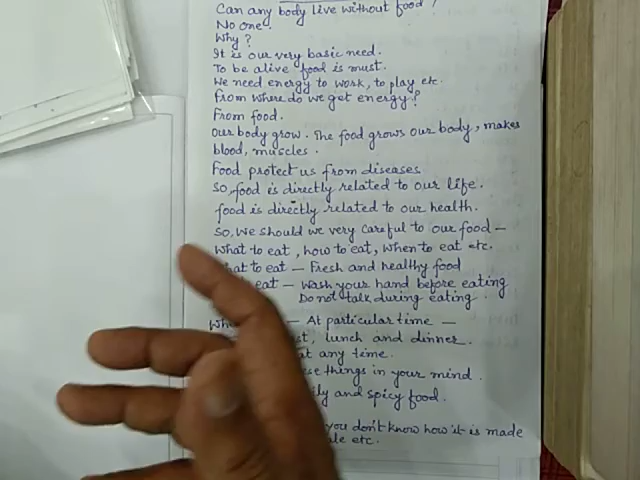 Can any body live without food ?
No one.
Why ?
It is our very basic need.
To be alive food is must.
We need energy to work, to play etc.
From where do we get energy ?
From food.
Our body grow. The food grows our body, makes
blood, muscles.
Food protect us from diseases
So, food is directly related to our life.
food is directly related to our health.
So, we should we very careful to our food –
What to eat, how to eat, when to eat etc.
What to eat – Fresh and healthy food
eat – Wash your hand before eating
Do not talk during eating.
– At particular time –
lunch and dinner.
at any time.
things in your mind.
and spicy food.
you don't know how it is made
etc.